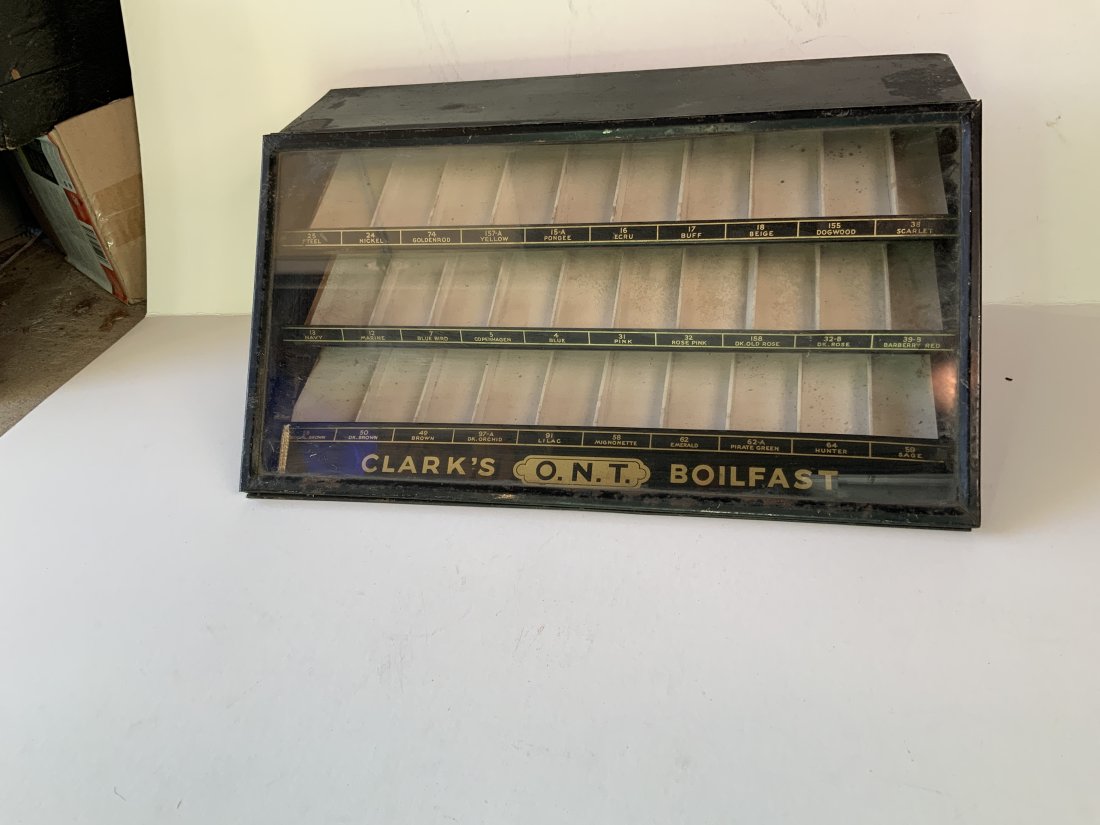 25 24 74 157-A 15-A 16 17 18 155 38
STEEL NICKEL GOLDENROD YELLOW PONGEE ECRU BUFF BEIGE DOGWOOD SCARLET
13 12 7 5 4 31 32 158 32-B 39-B
NAVY MARINE BLUE BIRD COPENHAGEN BLUE PINK ROSE PINK DK. OLD ROSE DK. ROSE BARBERRY RED
50 49 97-A 91 58 62 62-A 64 59
BROWN DK. BROWN BROWN DK. ORCHID LILAC MIGNONETTE EMERALD PIRATE GREEN HUNTER SAGE
CLARK'S O.N.T. BOILFAST